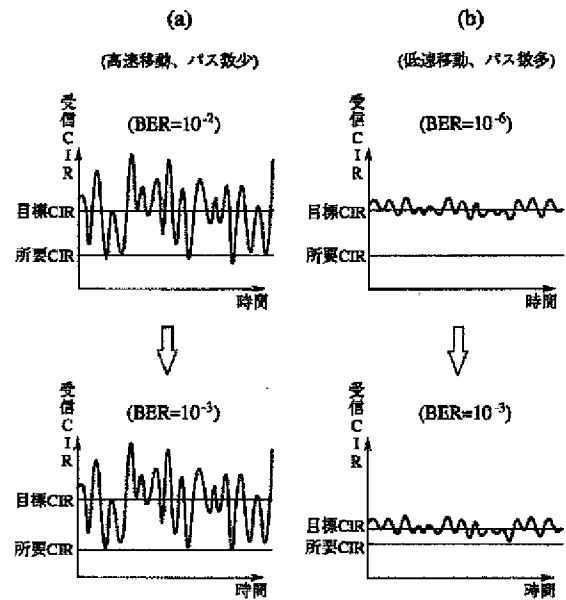 (a)
(高速移動、パス数少)
(BER=10⁻²)
受信CIR
目標CIR
所要CIR
時間
(b)
(低速移動、パス数多)
(BER=10⁻⁶)
受信CIR
目標CIR
所要CIR
時間
受信CIR
(BER=10⁻³)
目標CIR
所要CIR
時間
受信CIR
(BER=10⁻³)
目標CIR
所要CIR
時間